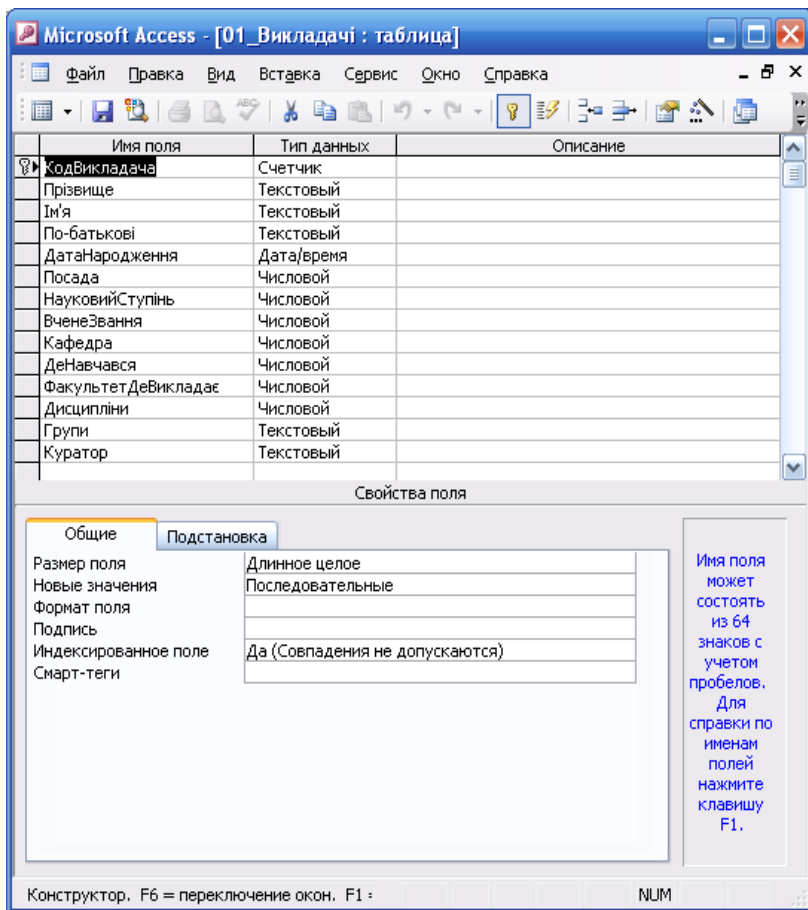 Microsoft Access - [01_Викладачі : таблица]
Файл Правка Вид Вставка Сервис Окно Справка
Имя поля Тип данных Описание
КодВикладача Счетчик
Прізвище Текстовый
Ім'я Текстовый
По-батькові Текстовый
ДатаНародження Дата/время
Посада Числовой
НауковийСтупінь Числовой
ВченеЗвання Числовой
Кафедра Числовой
ДеНавчався Числовой
ФакультетДеВикладає Числовой
Дисципліни Числовой
Групи Текстовый
Куратор Текстовый
Свойства поля
Общие Подстановка
Размер поля Длинное целое
Новые значения Последовательные
Формат поля
Подпись
Индексированное поле Да (Совпадения не допускаются)
Смарт-теги
Имя поля
может
состоять
из 64
знаков с
учетом
пробелов.
Для
справки по
именам
полей
нажмите
клавишу
F1.
Конструктор. F6 = переключение окон. F1 = NUM